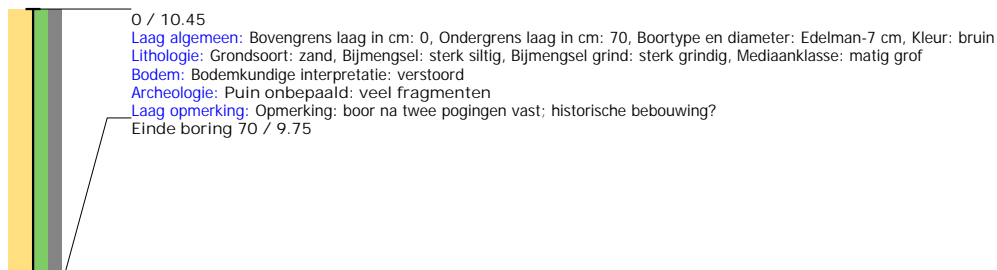 0 / 10.45
Laag algemeen: Bovengrens laag in cm: 0, Ondergrens laag in cm: 70, Boortype en diameter: Edelman-7 cm, Kleur: bruin
Lithologie: Grondsoort: zand, Bijmengsel: sterk siltig, Bijmengsel grind: sterk grindig, Mediaanklasse: matig grof
Bodem: Bodemkundige interpretatie: verstoord
Archeologie: Puin onbepaald: veel fragmenten
Laag opmerking: Opmerking: boor na twee pogingen vast; historische bebouwing?
Einde boring 70 / 9.75